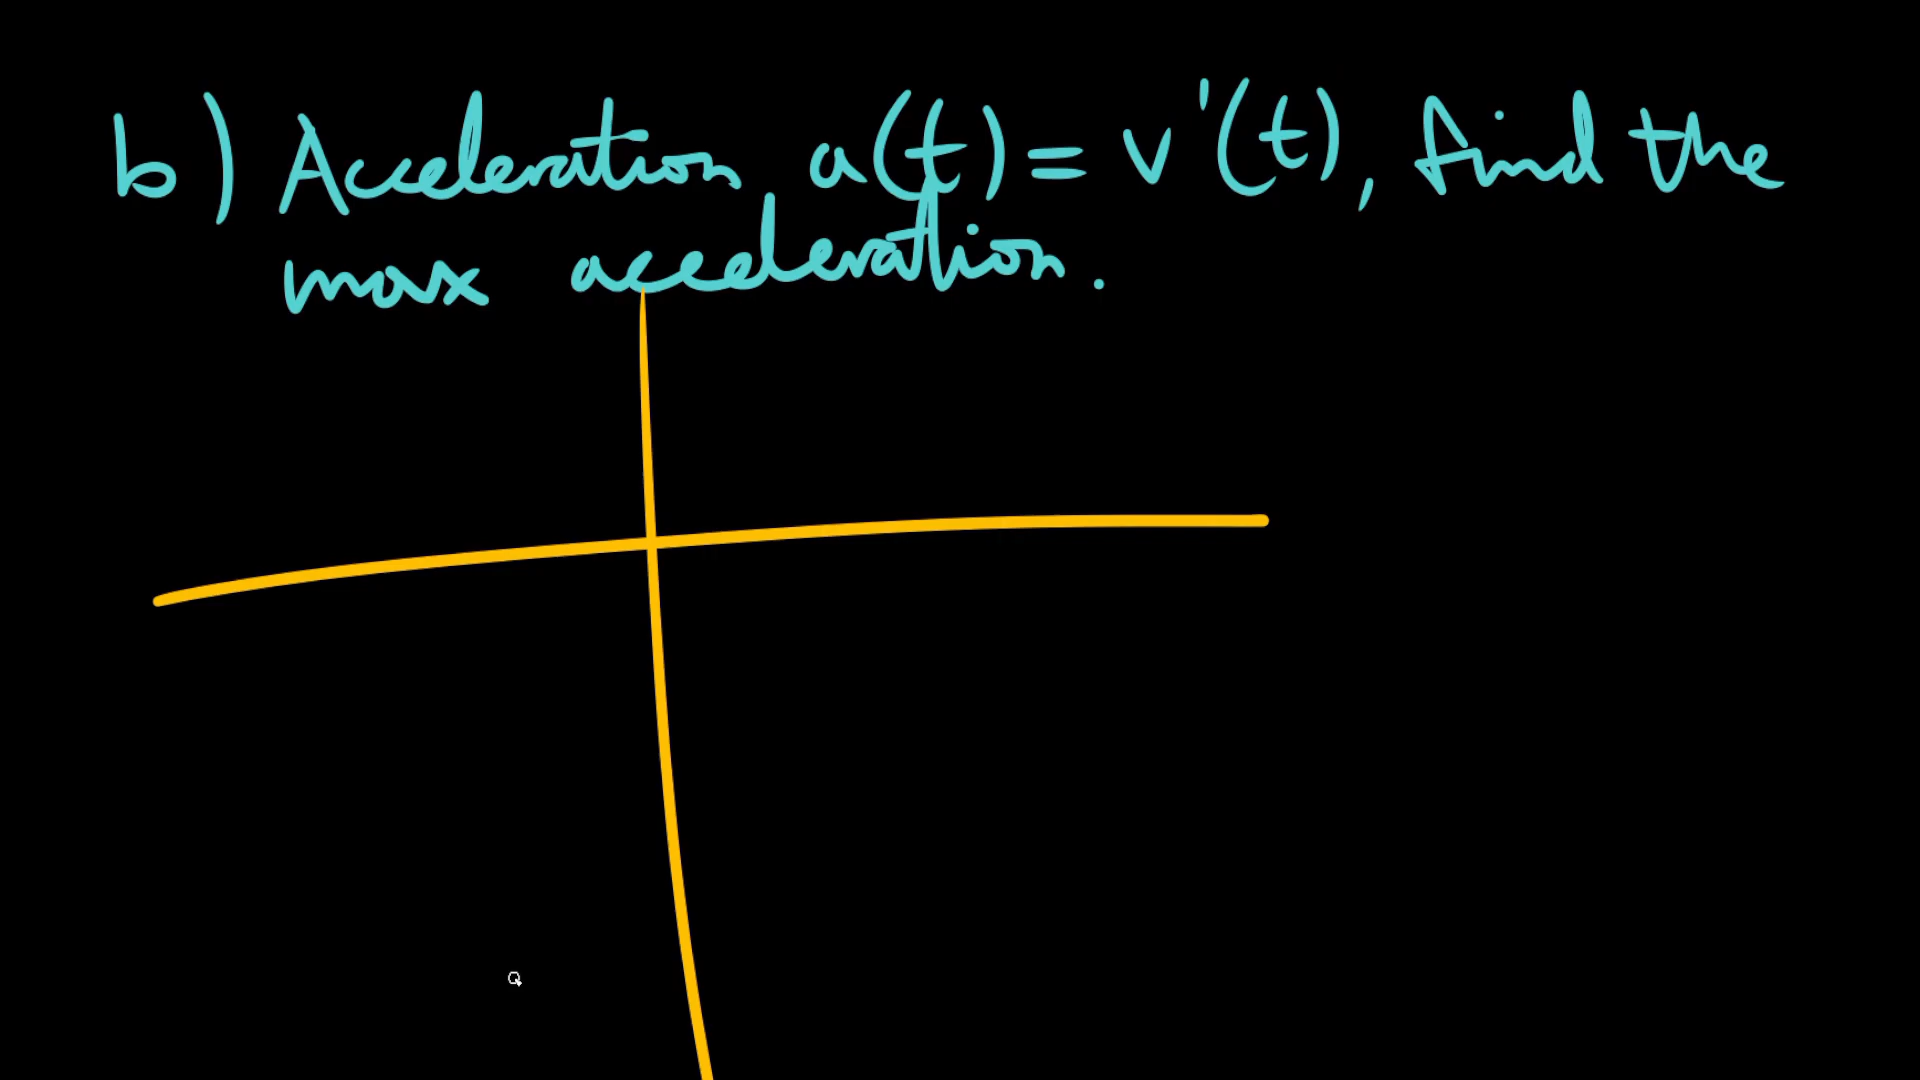 b) Acceleration a(t) = v'(t), find the
max acceleration.